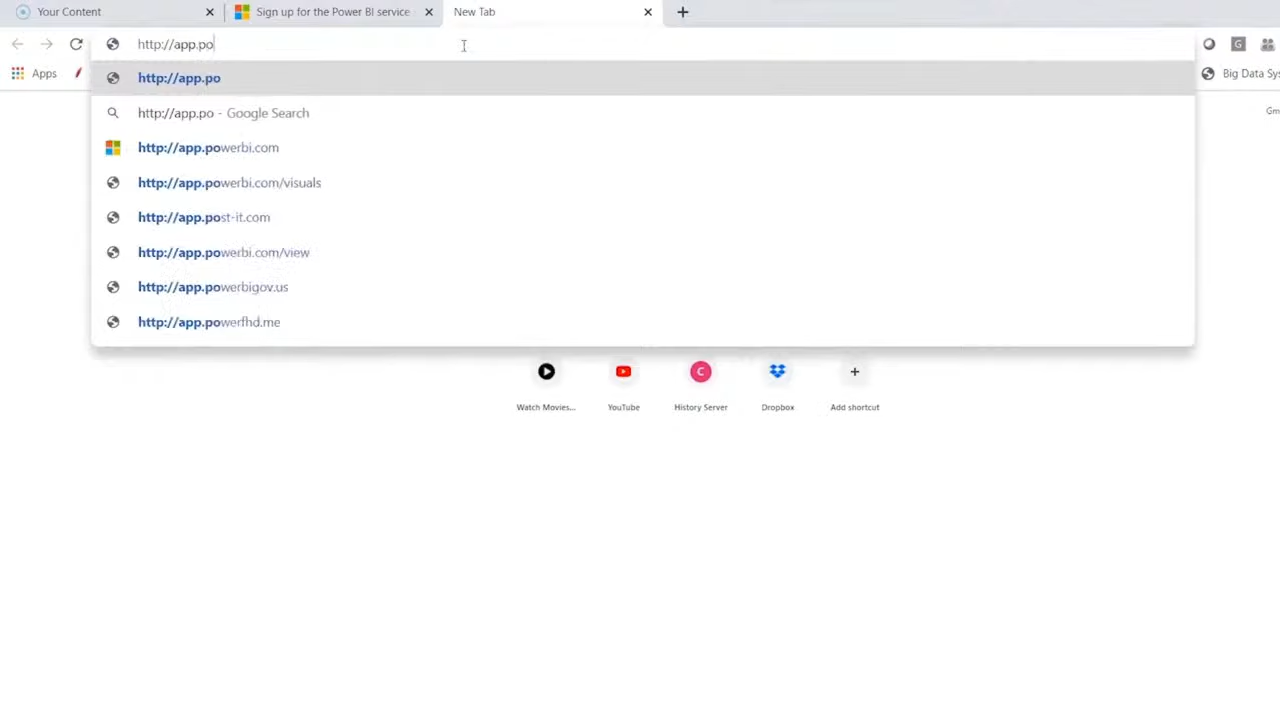 Your Content
Sign up for the Power BI service
New Tab
http://app.po
G
Apps
Big Data Sys
http://app.po
http://app.po - Google Search
Gm
http://app.powerbi.com
http://app.powerbi.com/visuals
http://app.post-it.com
http://app.powerbi.com/view
http://app.powerbigov.us
http://app.powerfhd.me
C
Watch Movies...
YouTube
History Server
Dropbox
Add shortcut